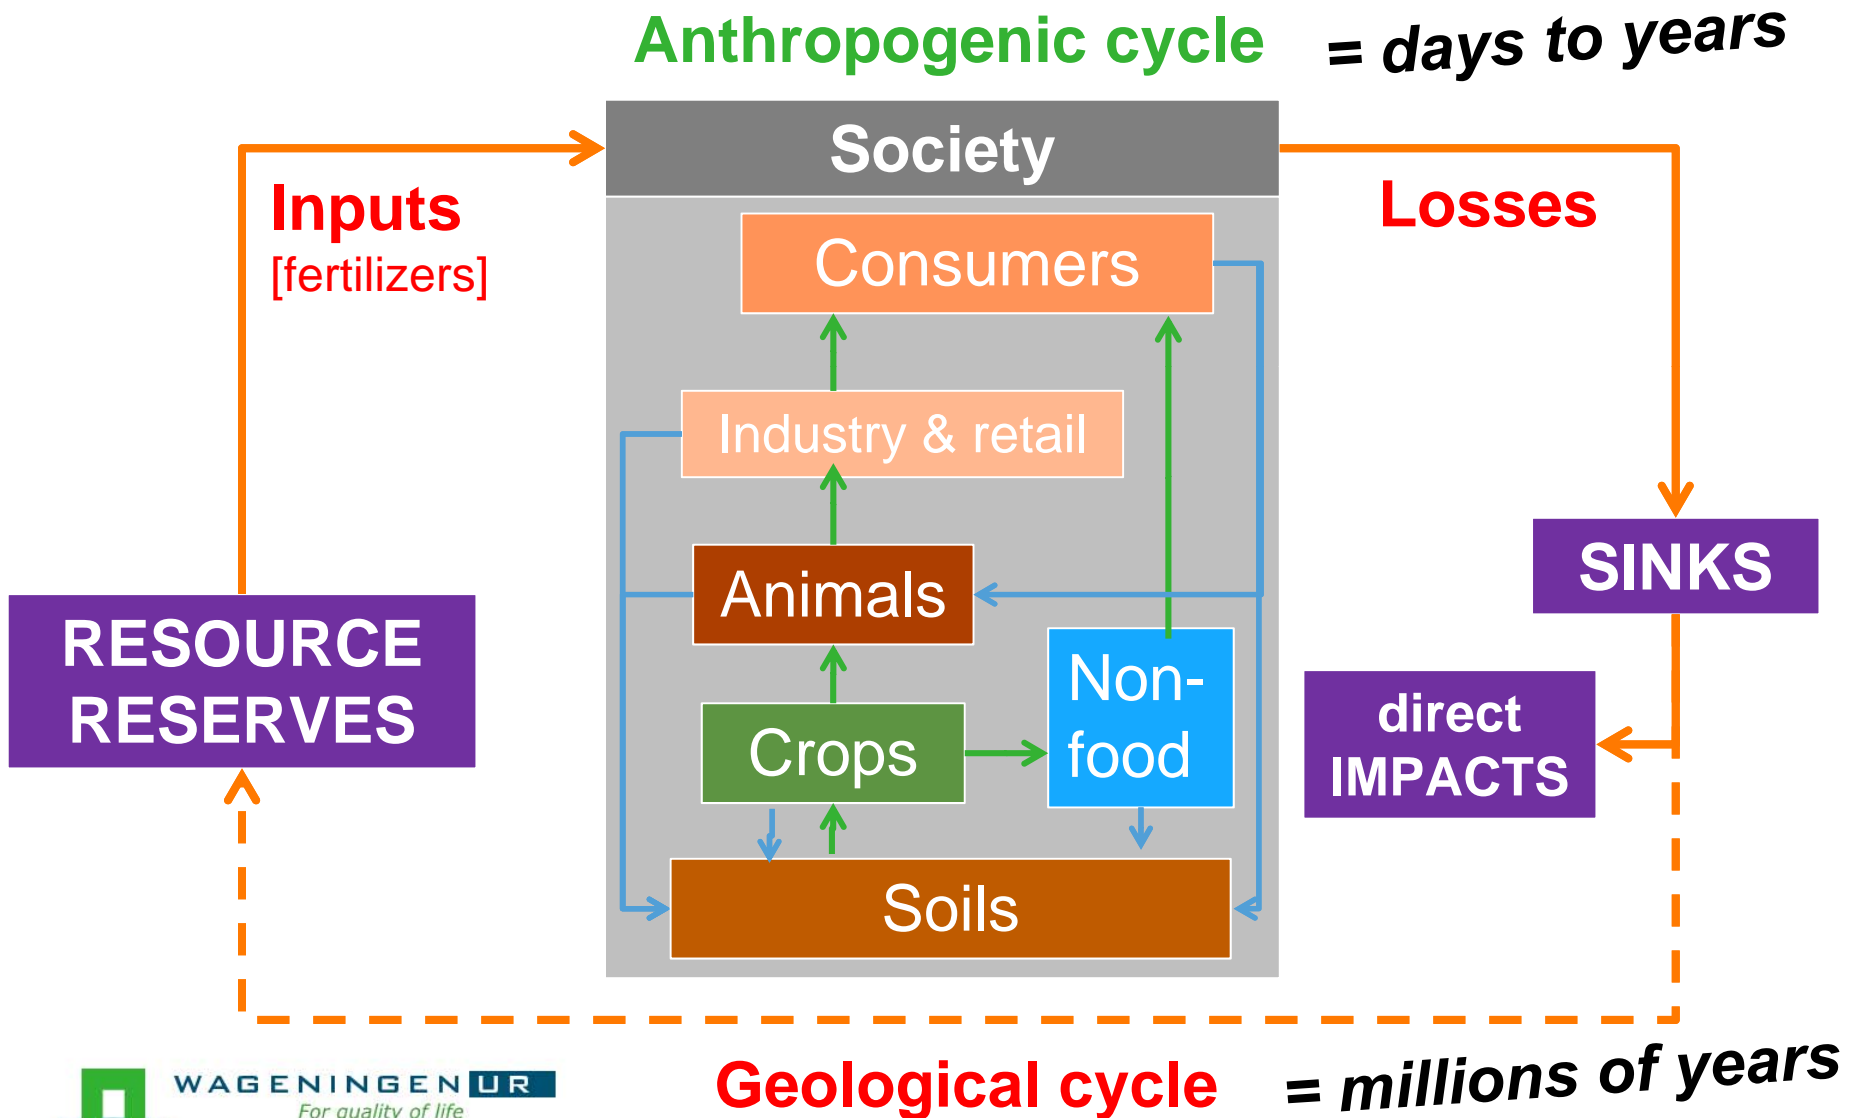 Anthropogenic cycle = days to years
Society
Inputs
[fertilizers]
Losses
Consumers
Industry & retail
Animals
SINKS
RESOURCE
RESERVES
Non-
food
direct
IMPACTS
Crops
Soils
Geological cycle = millions of years
WAGENINGEN UR
For quality of life